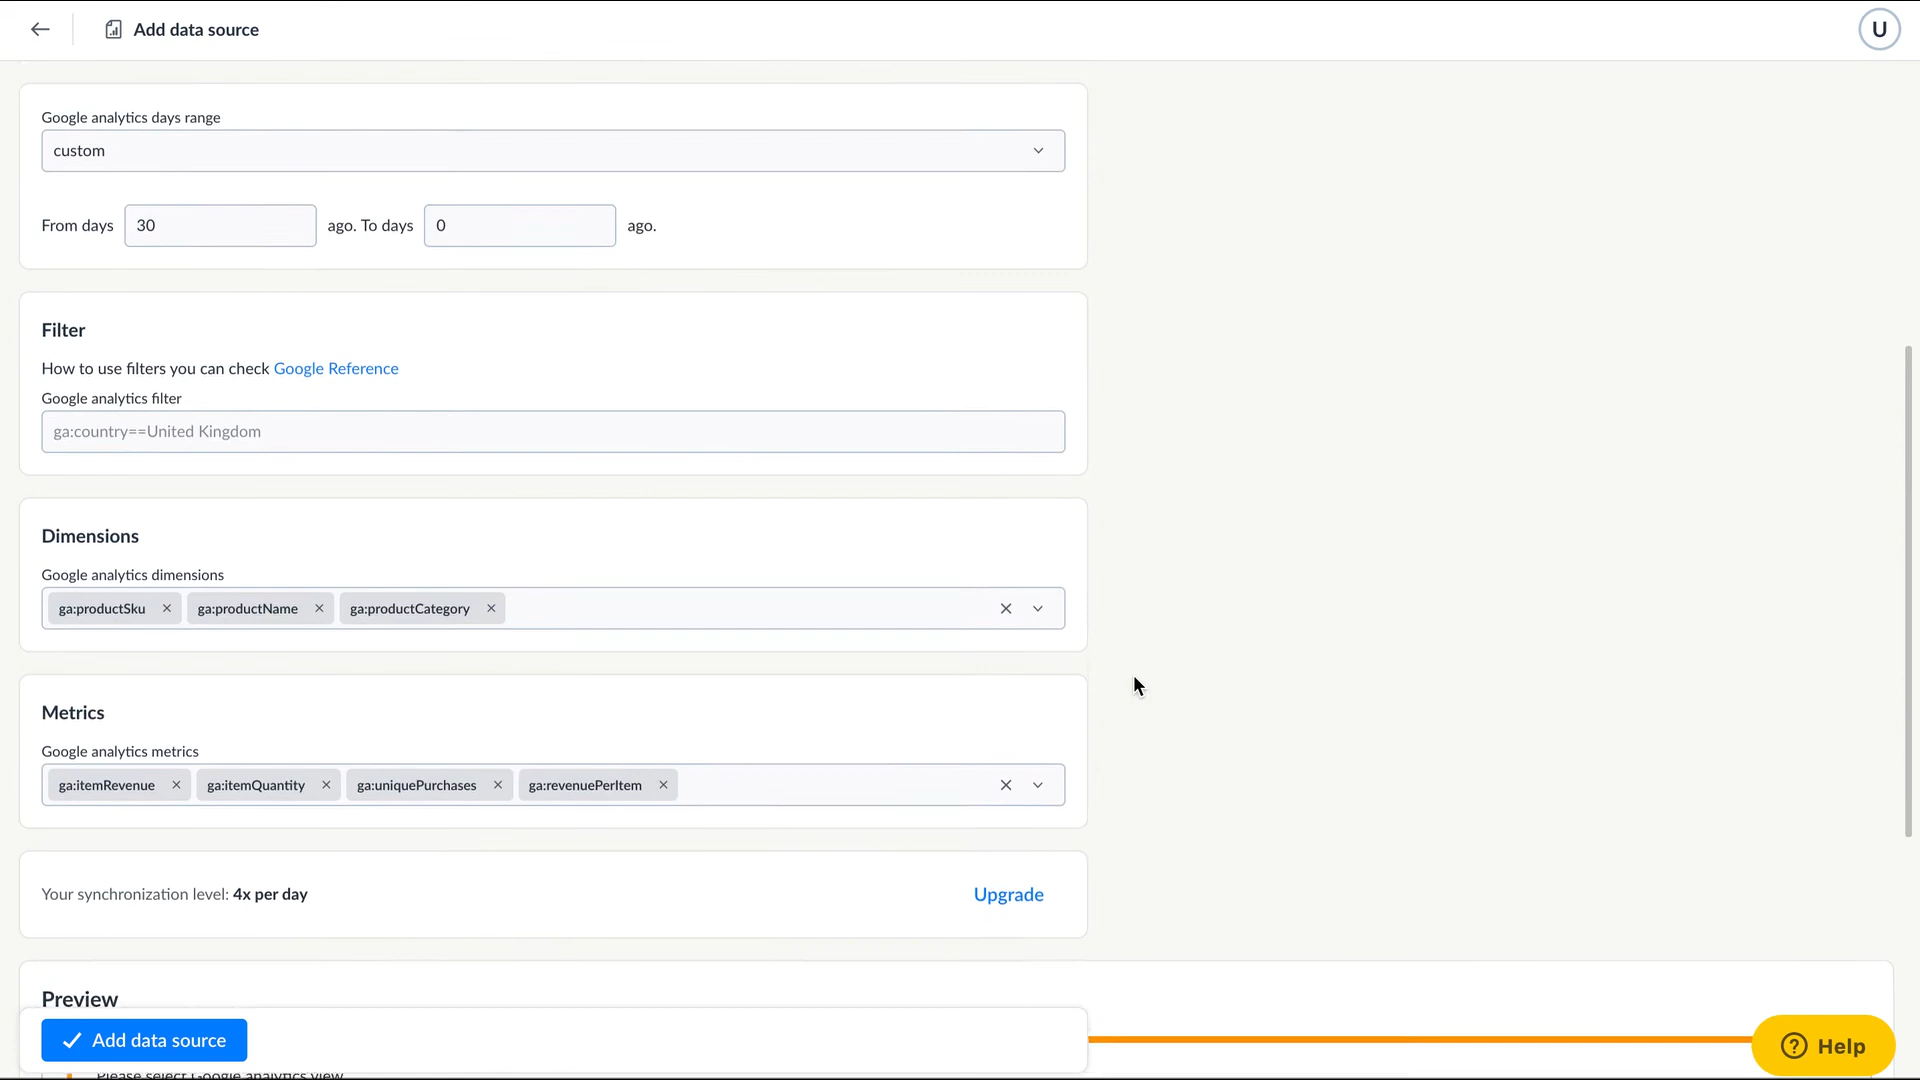 Add data source
U
Google analytics days range
custom
From days 30 ago. To days 0 ago.
Filter
How to use filters you can check Google Reference
Google analytics filter
ga:country==United Kingdom
Dimensions
Google analytics dimensions
ga:productSku ga:productName ga:productCategory
Metrics
Google analytics metrics
ga:itemRevenue ga:itemQuantity ga:uniquePurchases ga:revenuePerItem
Your synchronization level: 4x per day Upgrade
Preview
Add data source
Help
Please select Google analytics view